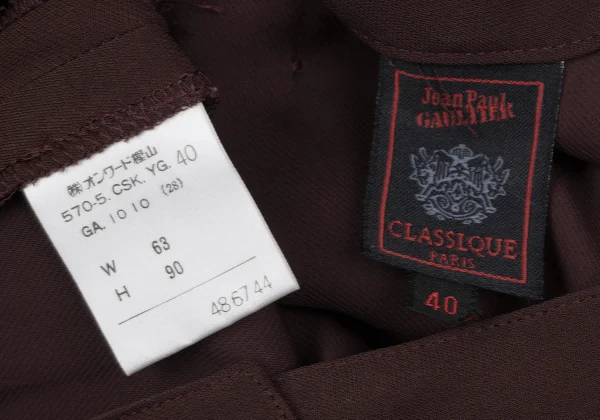 ㈱オンワード樫山
570-5. CSK. YG. 40
GA. 1010 (28)
W 63
H 90
486744
Jean Paul
GAULTIER
CLASSIQUE
PARIS
40